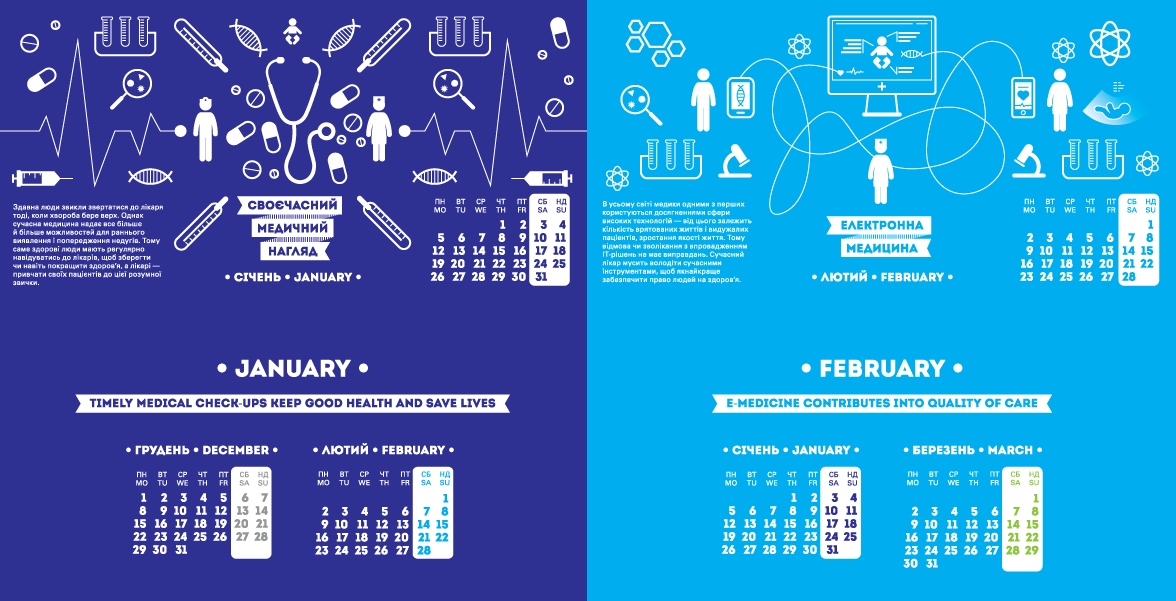 Здавна люди звикли звертатися до лікаря
тоді, коли хвороба бере верх. Однак
сучасна медицина надає все більше
й більше можливостей для раннього
виявлення і попередження недугів. Тому
саме здорові люди мають регулярно
навідуватись до лікарів, щоб зберегти
чи навіть покращити здоров'я, а лікарі —
привчати своїх пацієнтів до цієї розумної
звички.
СВОЄЧАСНИЙ
МЕДИЧНИЙ
НАГЛЯД
• СІЧЕНЬ • JANUARY •
ПН ВТ СР ЧТ ПТ СБ НД
MO TU WE TH FR SA SU
1 2 3 4
5 6 7 8 9 10 11
12 13 14 15 16 17 18
19 20 21 22 23 24 25
26 27 28 29 30 31
• JANUARY •
TIMELY MEDICAL CHECK-UPS KEEP GOOD HEALTH AND SAVE LIVES
• ГРУДЕНЬ • DECEMBER •
ПН ВТ СР ЧТ ПТ СБ НД
MO TU WE TH FR SA SU
1 2 3 4 5 6 7
8 9 10 11 12 13 14
15 16 17 18 19 20 21
22 23 24 25 26 27 28
29 30 31
• ЛЮТИЙ • FEBRUARY •
ПН ВТ СР ЧТ ПТ СБ НД
MO TU WE TH FR SA SU
1
2 3 4 5 6 7 8
9 10 11 12 13 14 15
16 17 18 19 20 21 22
23 24 25 26 27 28
В усьому світі медики одними з перших
користуються досягненнями сфери
високих технологій — від цього залежить
кількість врятованих життів і видужалих
пацієнтів, зростання якості життя. Тому
відмова чи зволікання з впровадженням
ІТ-рішень не має виправдань. Сучасний
лікар мусить володіти сучасними
інструментами, щоб якнайкраще
забезпечити право людей на здоров'я.
ЕЛЕКТРОННА
МЕДИЦИНА
• ЛЮТИЙ • FEBRUARY •
ПН ВТ СР ЧТ ПТ СБ НД
MO TU WE TH FR SA SU
1
2 3 4 5 6 7 8
9 10 11 12 13 14 15
16 17 18 19 20 21 22
23 24 25 26 27 28
• FEBRUARY •
E-MEDICINE CONTRIBUTES INTO QUALITY OF CARE
• СІЧЕНЬ • JANUARY •
ПН ВТ СР ЧТ ПТ СБ НД
MO TU WE TH FR SA SU
1 2 3 4
5 6 7 8 9 10 11
12 13 14 15 16 17 18
19 20 21 22 23 24 25
26 27 28 29 30 31
• БЕРЕЗЕНЬ • MARCH •
ПН ВТ СР ЧТ ПТ СБ НД
MO TU WE TH FR SA SU
1
2 3 4 5 6 7 8
9 10 11 12 13 14 15
16 17 18 19 20 21 22
23 24 25 26 27 28 29
30 31